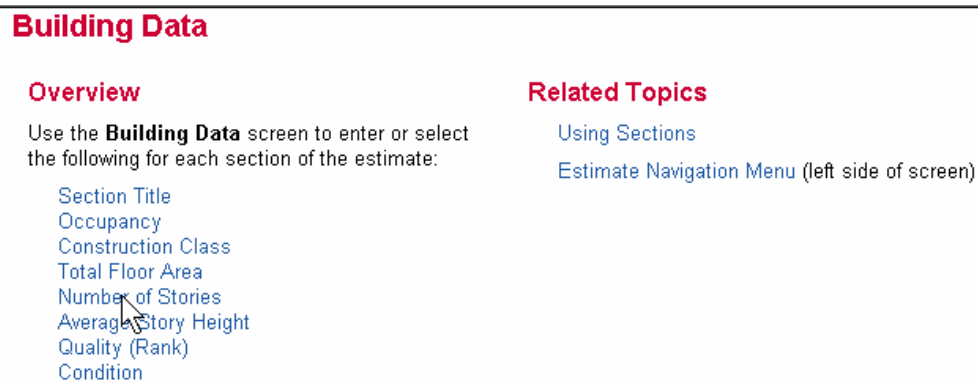 Building Data
Overview
Use the Building Data screen to enter or select
the following for each section of the estimate:
Section Title
Occupancy
Construction Class
Total Floor Area
Number of Stories
Average Story Height
Quality (Rank)
Condition
Related Topics
Using Sections
Estimate Navigation Menu (left side of screen)